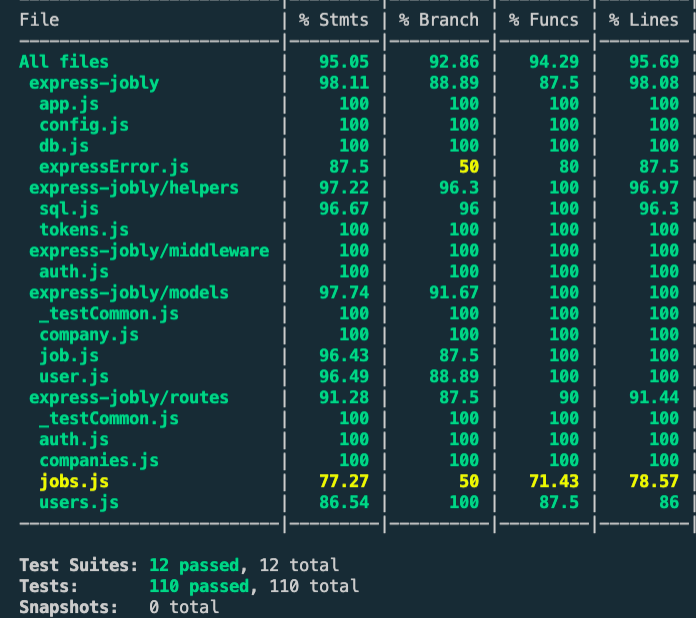 File | % Stmts | % Branch | % Funcs | % Lines
All files | 95.05 | 92.86 | 94.29 | 95.69
express-jobly | 98.11 | 88.89 | 87.5 | 98.08
app.js | 100 | 100 | 100 | 100
config.js | 100 | 100 | 100 | 100
db.js | 100 | 100 | 100 | 100
expressError.js | 87.5 | 50 | 80 | 87.5
express-jobly/helpers | 97.22 | 96.3 | 100 | 96.97
sql.js | 96.67 | 96 | 100 | 96.3
tokens.js | 100 | 100 | 100 | 100
express-jobly/middleware | 100 | 100 | 100 | 100
auth.js | 100 | 100 | 100 | 100
express-jobly/models | 97.74 | 91.67 | 100 | 100
_testCommon.js | 100 | 100 | 100 | 100
company.js | 100 | 100 | 100 | 100
job.js | 96.43 | 87.5 | 100 | 100
user.js | 96.49 | 88.89 | 100 | 100
express-jobly/routes | 91.28 | 87.5 | 90 | 91.44
_testCommon.js | 100 | 100 | 100 | 100
auth.js | 100 | 100 | 100 | 100
companies.js | 100 | 100 | 100 | 100
jobs.js | 77.27 | 50 | 71.43 | 78.57
users.js | 86.54 | 100 | 87.5 | 86
Test Suites: 12 passed, 12 total
Tests: 110 passed, 110 total
Snapshots: 0 total